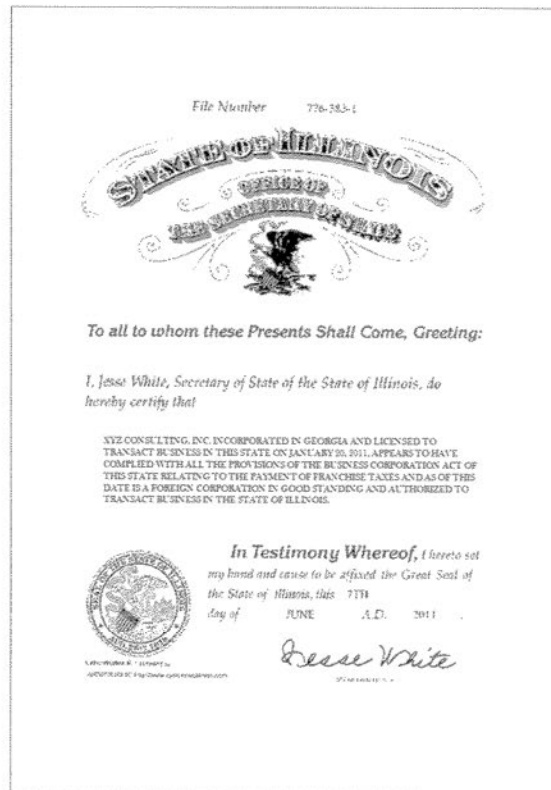 File Number 776-383-1
STATE OF ILLINOIS
OFFICE OF
THE SECRETARY OF STATE
To all to whom these Presents Shall Come, Greeting:
I, Jesse White, Secretary of State of the State of Illinois, do
hereby certify that
XYZ CONSULTING, INC. INCORPORATED IN GEORGIA AND LICENSED TO
TRANSACT BUSINESS IN THIS STATE ON JANUARY 20, 2011, APPEARS TO HAVE
COMPLIED WITH ALL THE PROVISIONS OF THE BUSINESS CORPORATION ACT OF
THIS STATE RELATING TO THE PAYMENT OF FRANCHISE TAXES AND AS OF THIS
DATE IS A FOREIGN CORPORATION IN GOOD STANDING AND AUTHORIZED TO
TRANSACT BUSINESS IN THE STATE OF ILLINOIS.
In Testimony Whereof, I hereto set
my hand and cause to be affixed the Great Seal of
the State of Illinois, this 7TH
day of JUNE A.D. 2011 .
SEAL OF THE STATE OF ILLINOIS
Jesse White